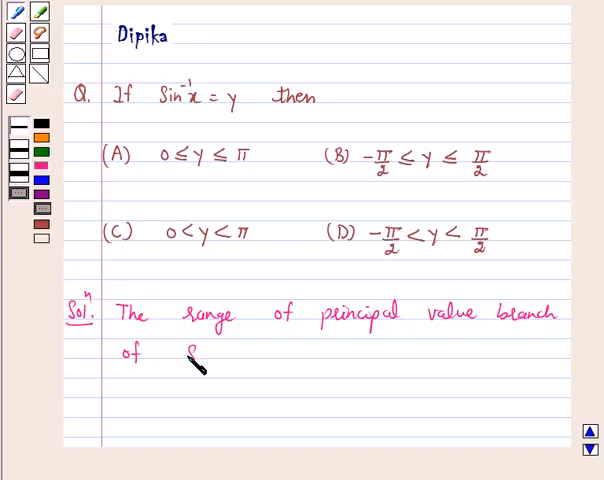 Dipika
Q. If Sin⁻¹x = y then
(A) 0 ≤ y ≤ π (B) -π/2 ≤ y ≤ π/2
(C) 0 < y < π (D) -π/2 < y < π/2
Solⁿ. The range of principal value branch
of S